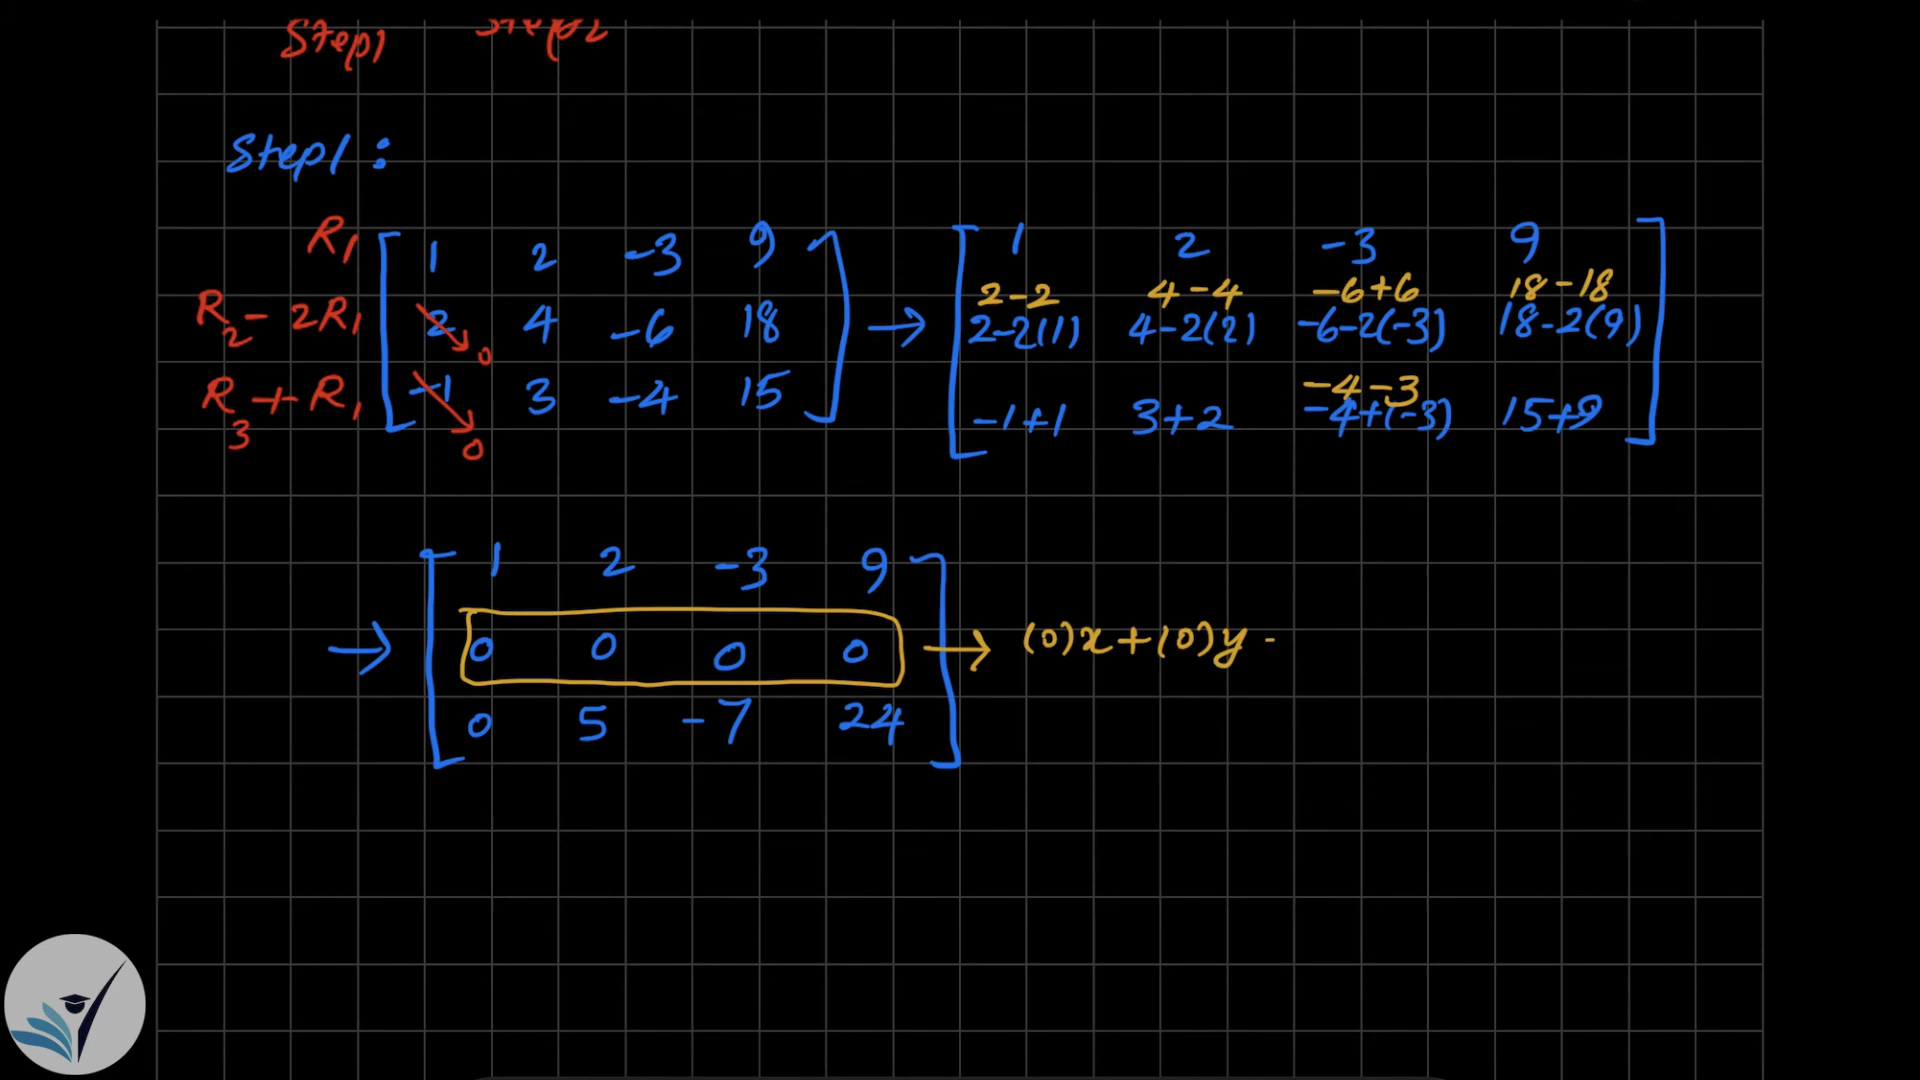 Step1 Step2
Step1 :
R1 1 2 -3 9 1 2 -3 9
2-2 4-4 -6+6 18-18
R2 - 2R1 2 0 4 -6 18 → 2-2(1) 4-2(2) -6-2(-3) 18-2(9)
-4-3
R3 + R1 -1 0 3 -4 15 -1+1 3+2 -4+(-3) 15+9
1 2 -3 9
→ 0 0 0 0 → (0)x+(0)y -
0 5 -7 24